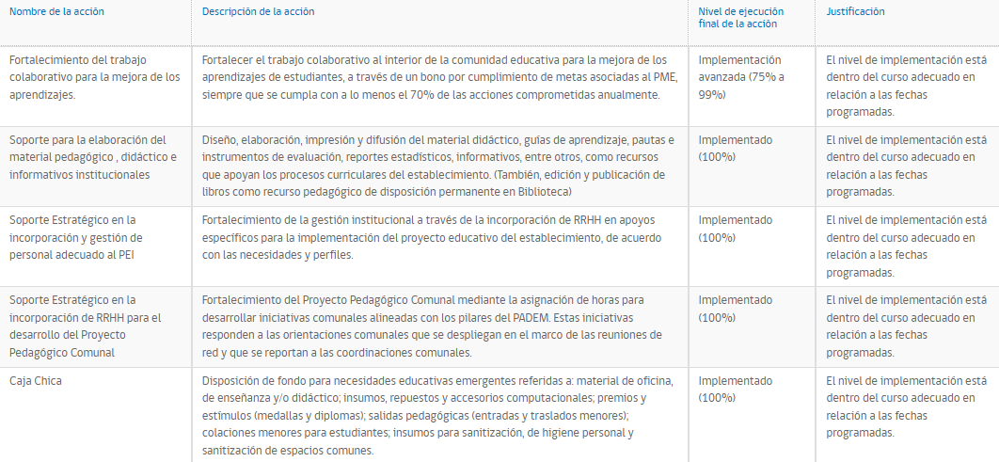 Nombre de la acción
Descripción de la acción
Nivel de ejecución
final de la acción
Justificación
Fortalecimiento del trabajo
colaborativo para la mejora de los
aprendizajes.
Fortalecer el trabajo colaborativo al interior de la comunidad educativa para la mejora de los
aprendizajes de estudiantes, a través de un bono por cumplimiento de metas asociadas al PME,
siempre que se cumpla con a lo menos el 70% de las acciones comprometidas anualmente.
Implementación
avanzada (75% a
99%)
El nivel de implementación está
dentro del curso adecuado en
relación a las fechas
programadas.
Soporte para la elaboración del
material pedagógico , didáctico e
informativos institucionales
Diseño, elaboración, impresión y difusión del material didáctico, guías de aprendizaje, pautas e
instrumentos de evaluación, reportes estadísticos, informativos, entre otros, como recursos
que apoyan los procesos curriculares del establecimiento. (También, edición y publicación de
libros como recurso pedagógico de disposición permanente en Biblioteca)
Implementado
(100%)
El nivel de implementación está
dentro del curso adecuado en
relación a las fechas
programadas.
Soporte Estratégico en la
incorporación y gestión de
personal adecuado al PEI
Fortalecimiento de la gestión institucional a través de la incorporación de RRHH en apoyos
específicos para la implementación del proyecto educativo del establecimiento, de acuerdo
con las necesidades y perfiles.
Implementado
(100%)
El nivel de implementación está
dentro del curso adecuado en
relación a las fechas
programadas.
Soporte Estratégico en la
incorporación de RRHH para el
desarrollo del Proyecto
Pedagógico Comunal
Fortalecimiento del Proyecto Pedagógico Comunal mediante la asignación de horas para
desarrollar iniciativas comunales alineadas con los pilares del PADEM. Estas iniciativas
responden a las orientaciones comunales que se despliegan en el marco de las reuniones de
red y que se reportan a las coordinaciones comunales.
Implementado
(100%)
El nivel de implementación está
dentro del curso adecuado en
relación a las fechas
programadas.
Caja Chica
Disposición de fondo para necesidades educativas emergentes referidas a: material de oficina,
de enseñanza y/o didáctico; insumos, repuestos y accesorios computacionales; premios y
estímulos (medallas y diplomas); salidas pedagógicas (entradas y traslados menores);
colaciones menores para estudiantes; insumos para sanitización, de higiene personal y
sanitización de espacios comunes.
Implementado
(100%)
El nivel de implementación está
dentro del curso adecuado en
relación a las fechas
programadas.